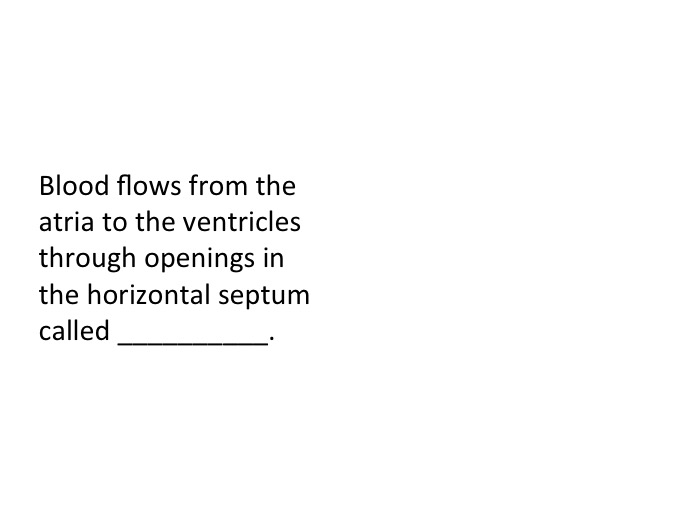 Blood flows from the
atria to the ventricles
through openings in
the horizontal septum
called __________.